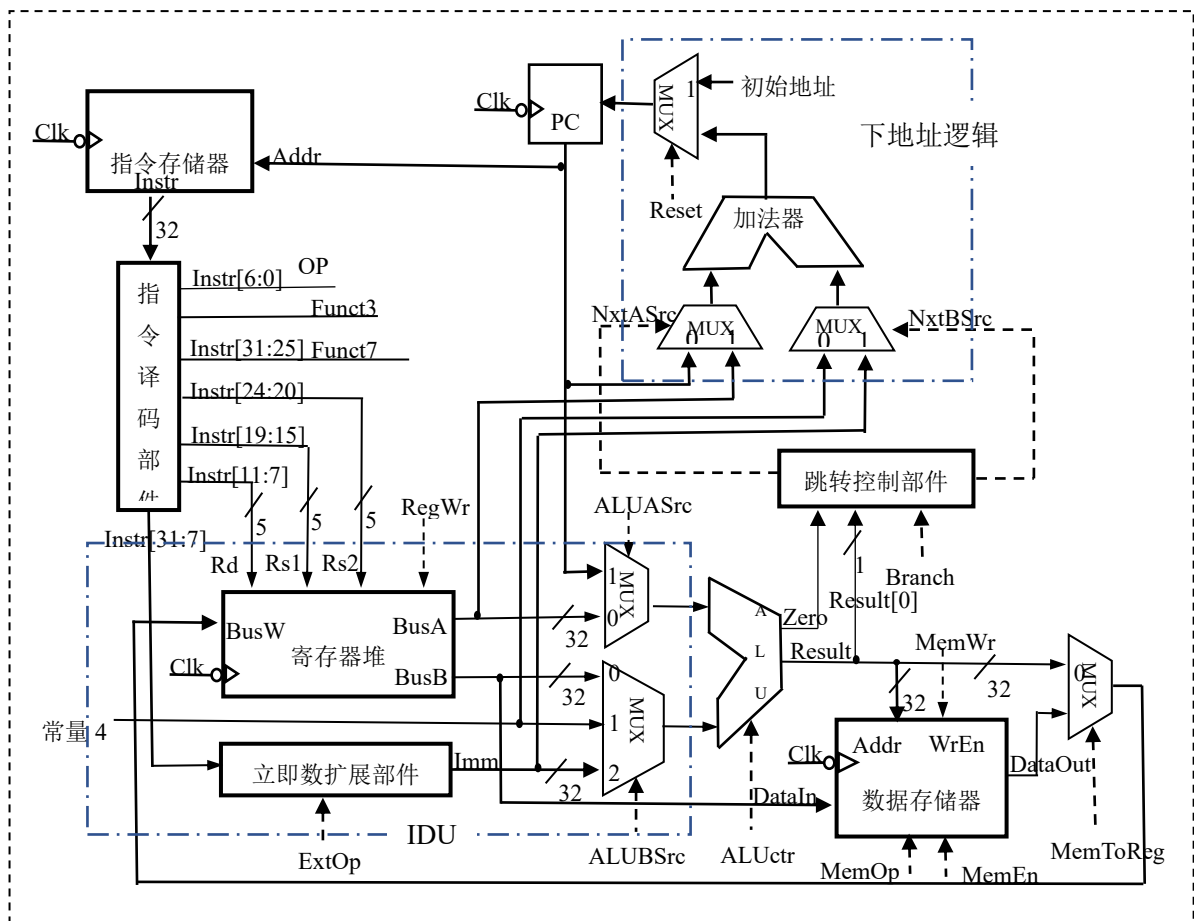 初始地址
1
MUX
Clk
PC
下地址逻辑
Clk
指令存储器
Addr
Instr
32
Reset
加法器
指令译码部件
Instr[6:0]
OP
Funct3
Instr[31:25]
Funct7
Instr[24:20]
Instr[19:15]
Instr[11:7]
5
5
5
Instr[31:7]
NxtASrc
MUX
0
1
MUX
0
1
NxtBSrc
跳转控制部件
RegWr
ALUASrc
Rd
Rs1
Rs2
1
MUX
0
1
Branch
BusW
BusA
寄存器堆
Clk
BusB
32
32
0
MUX
1
2
A
L
U
Zero
Result[0]
Result
MemWr
32
32
0
MUX
常量 4
立即数扩展部件
Imm
32
Clk
Addr
WrEn
DataOut
数据存储器
DataIn
IDU
ExtOp
ALUBSrc
ALUctr
MemOp
MemEn
MemToReg